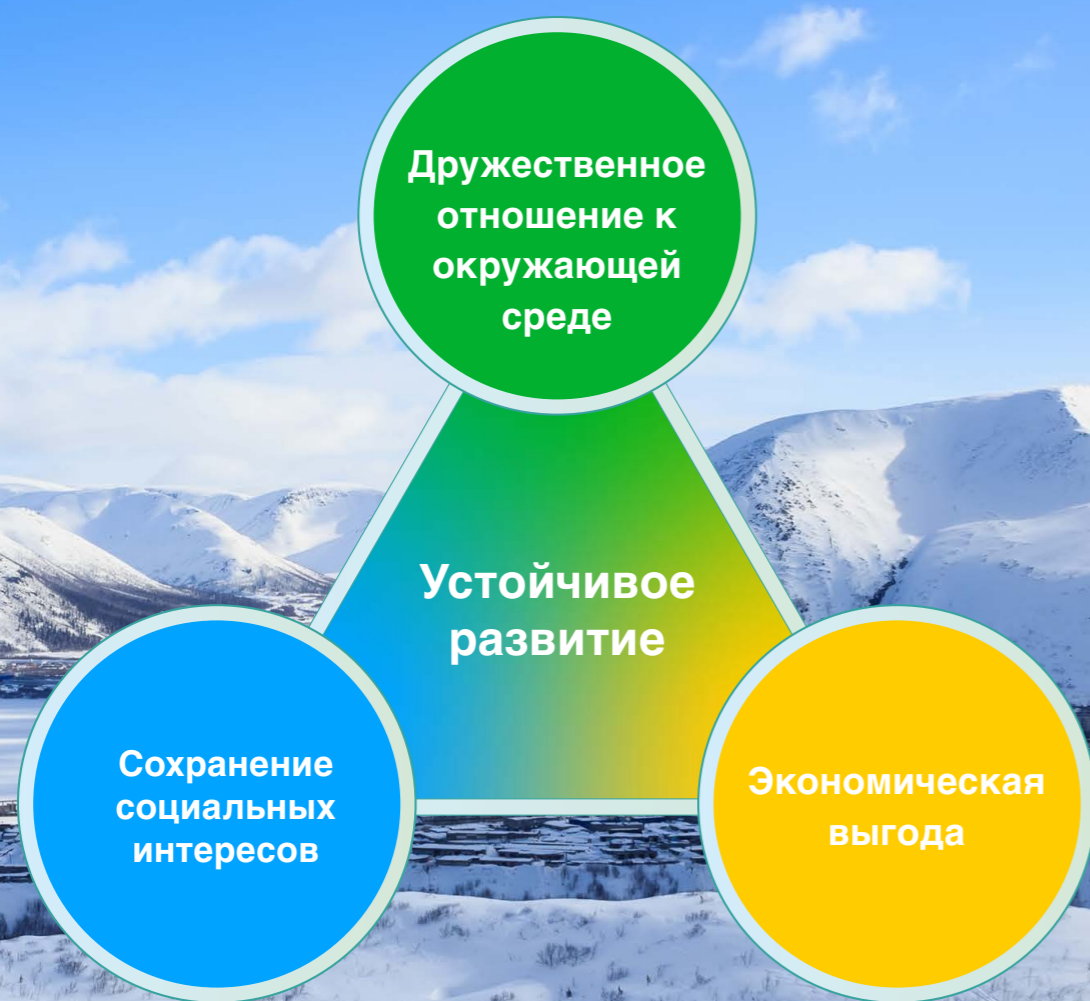 Дружественное
отношение к
окружающей
среде
Устойчивое
развитие
Сохранение
социальных
интересов
Экономическая
выгода